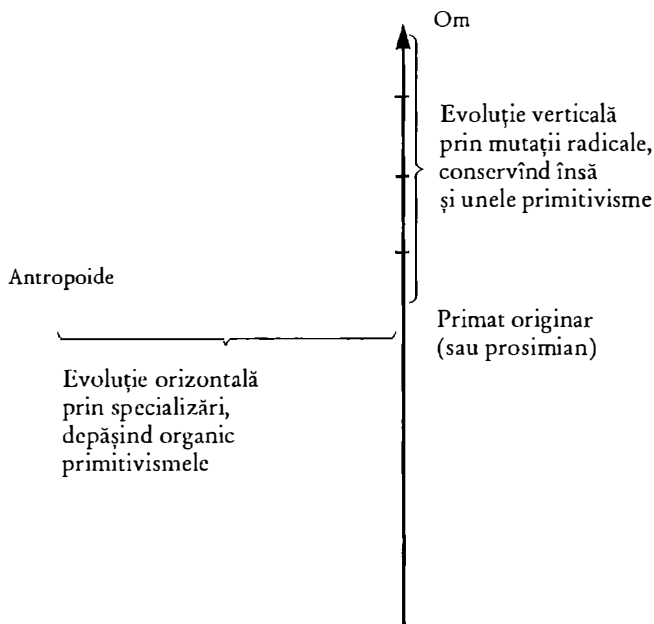 Om
Evoluție verticală
prin mutații radicale,
conservînd însă
și unele primitivisme
Antropoide
Primat originar
(sau prosimian)
Evoluție orizontală
prin specializări,
depășind organic
primitivismele